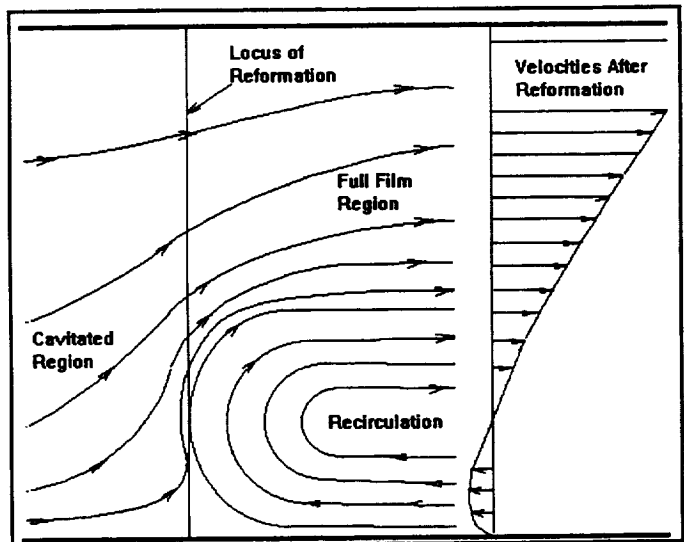 Locus of
Reformation
Velocities After
Reformation
Full Film
Region
Cavitated
Region
Recirculation